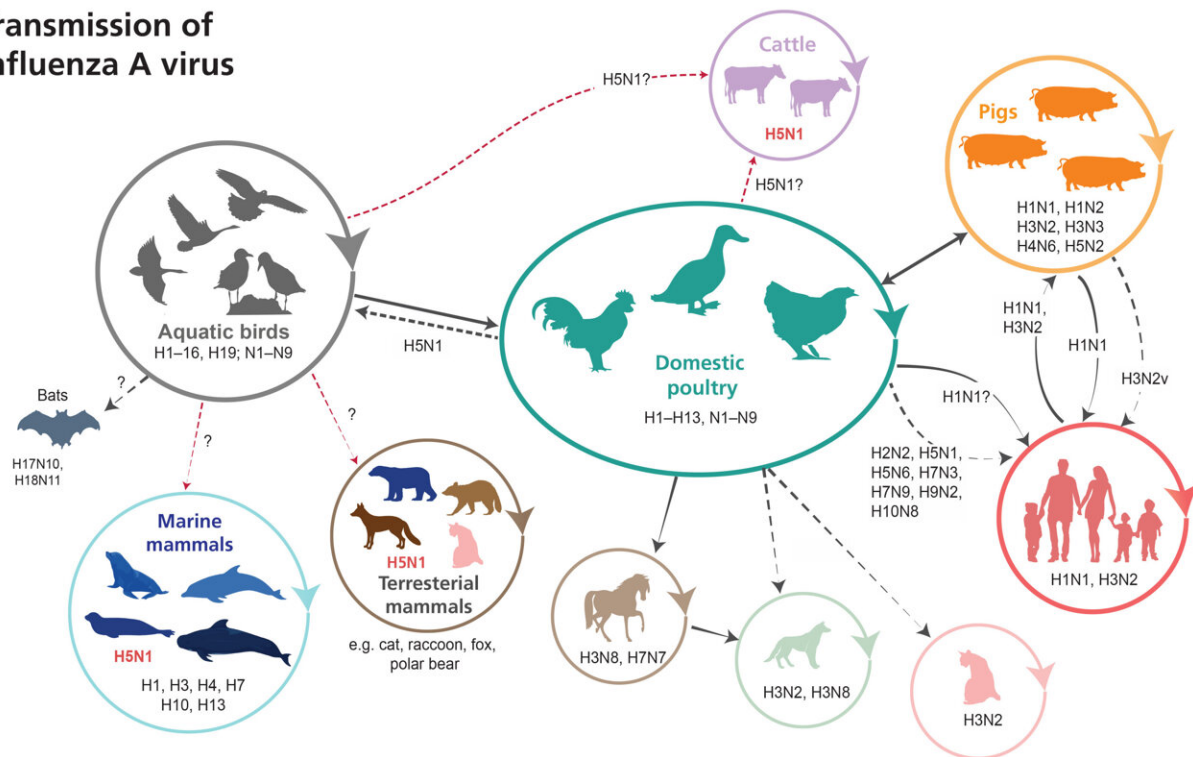 ransmission of
nfluenza A virus
Cattle
H5N1
H5N1?
H5N1?
Pigs
H1N1, H1N2
H3N2, H3N3
H4N6, H5N2
Aquatic birds
H1–16, H19; N1–N9
H5N1
Domestic
poultry
H1–H13, N1–N9
H1N1,
H3N2
H1N1
H3N2v
H1N1?
H2N2, H5N1,
H5N6, H7N3,
H7N9, H9N2,
H10N8
H1N1, H3N2
?
Bats
H17N10,
H18N11
?
?
Marine
mammals
H5N1
H1, H3, H4, H7
H10, H13
H5N1
Terresterial
mammals
e.g. cat, raccoon, fox,
polar bear
H3N8, H7N7
H3N2, H3N8
H3N2